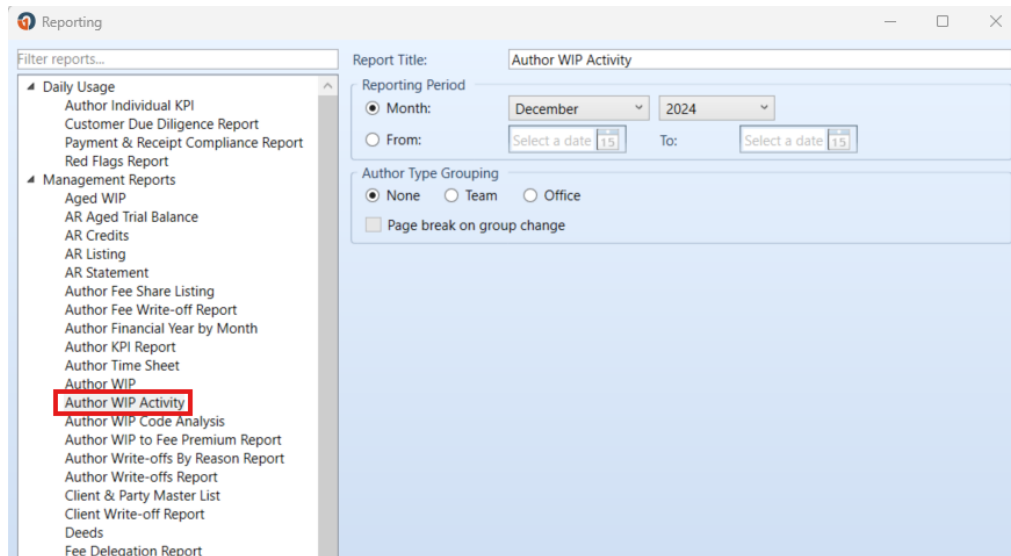 Reporting
Filter reports...
Daily Usage
Author Individual KPI
Customer Due Diligence Report
Payment & Receipt Compliance Report
Red Flags Report
Management Reports
Aged WIP
AR Aged Trial Balance
AR Credits
AR Listing
AR Statement
Author Fee Share Listing
Author Fee Write-off Report
Author Financial Year by Month
Author KPI Report
Author Time Sheet
Author WIP
Author WIP Activity
Author WIP Code Analysis
Author WIP to Fee Premium Report
Author Write-offs By Reason Report
Author Write-offs Report
Client & Party Master List
Client Write-off Report
Deeds
Fee Delegation Report
Report Title: Author WIP Activity
Reporting Period
Month: December 2024
From: Select a date 15 To: Select a date 15
Author Type Grouping
None Team Office
Page break on group change